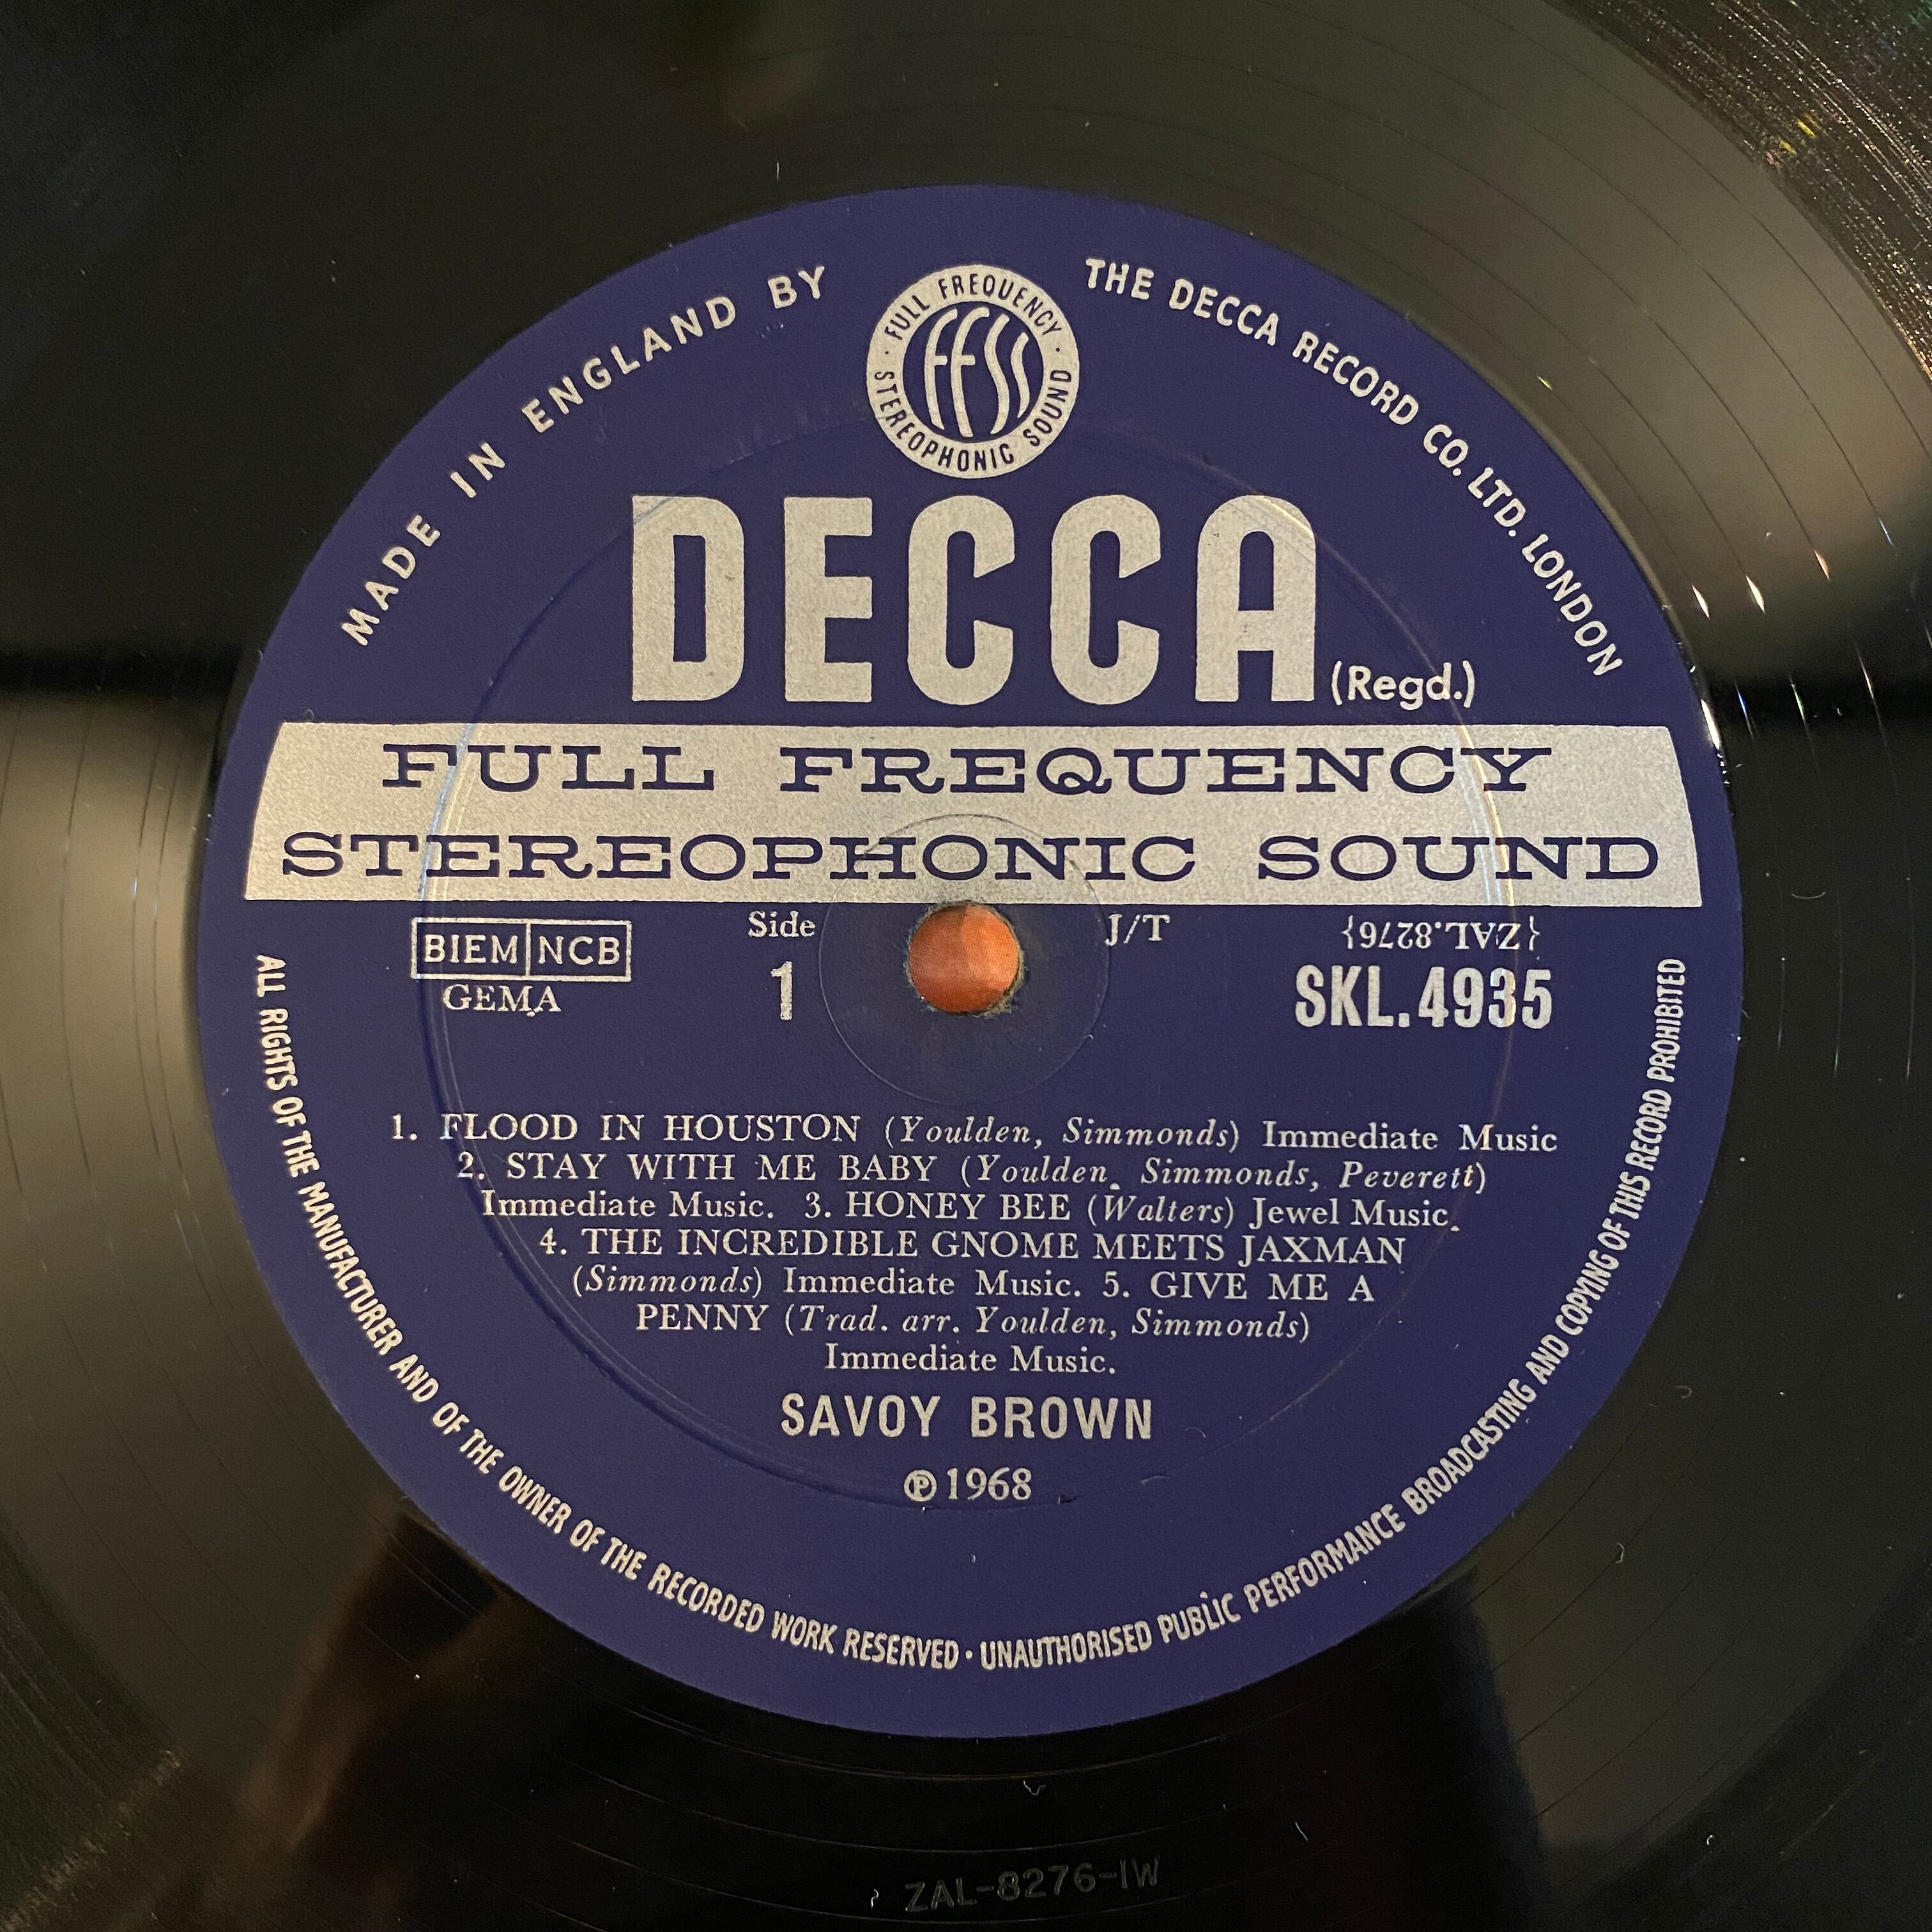 MADE IN ENGLAND BY
THE DECCA RECORD CO. LTD. LONDON
· FULL FREQUENCY ·
STEREOPHONIC SOUND
FFSS
DECCA
(Regd.)
FULL FREQUENCY
STEREOPHONIC SOUND
BIEM NCB
GEMA
Side
1
J/T
{ZAL.8276}
SKL.4935
1. FLOOD IN HOUSTON (Youlden, Simmonds) Immediate Music
2. STAY WITH ME BABY (Youlden, Simmonds, Peverett)
Immediate Music. 3. HONEY BEE (Walters) Jewel Music.
4. THE INCREDIBLE GNOME MEETS JAXMAN
(Simmonds) Immediate Music. 5. GIVE ME A
PENNY (Trad. arr. Youlden, Simmonds)
Immediate Music.
SAVOY BROWN
℗1968
ALL RIGHTS OF THE MANUFACTURER AND OF THE OWNER OF THE RECORDED WORK RESERVED · UNAUTHORISED PUBLIC PERFORMANCE BROADCASTING AND COPYING OF THIS RECORD PROHIBITED
ZAL-8276-1W